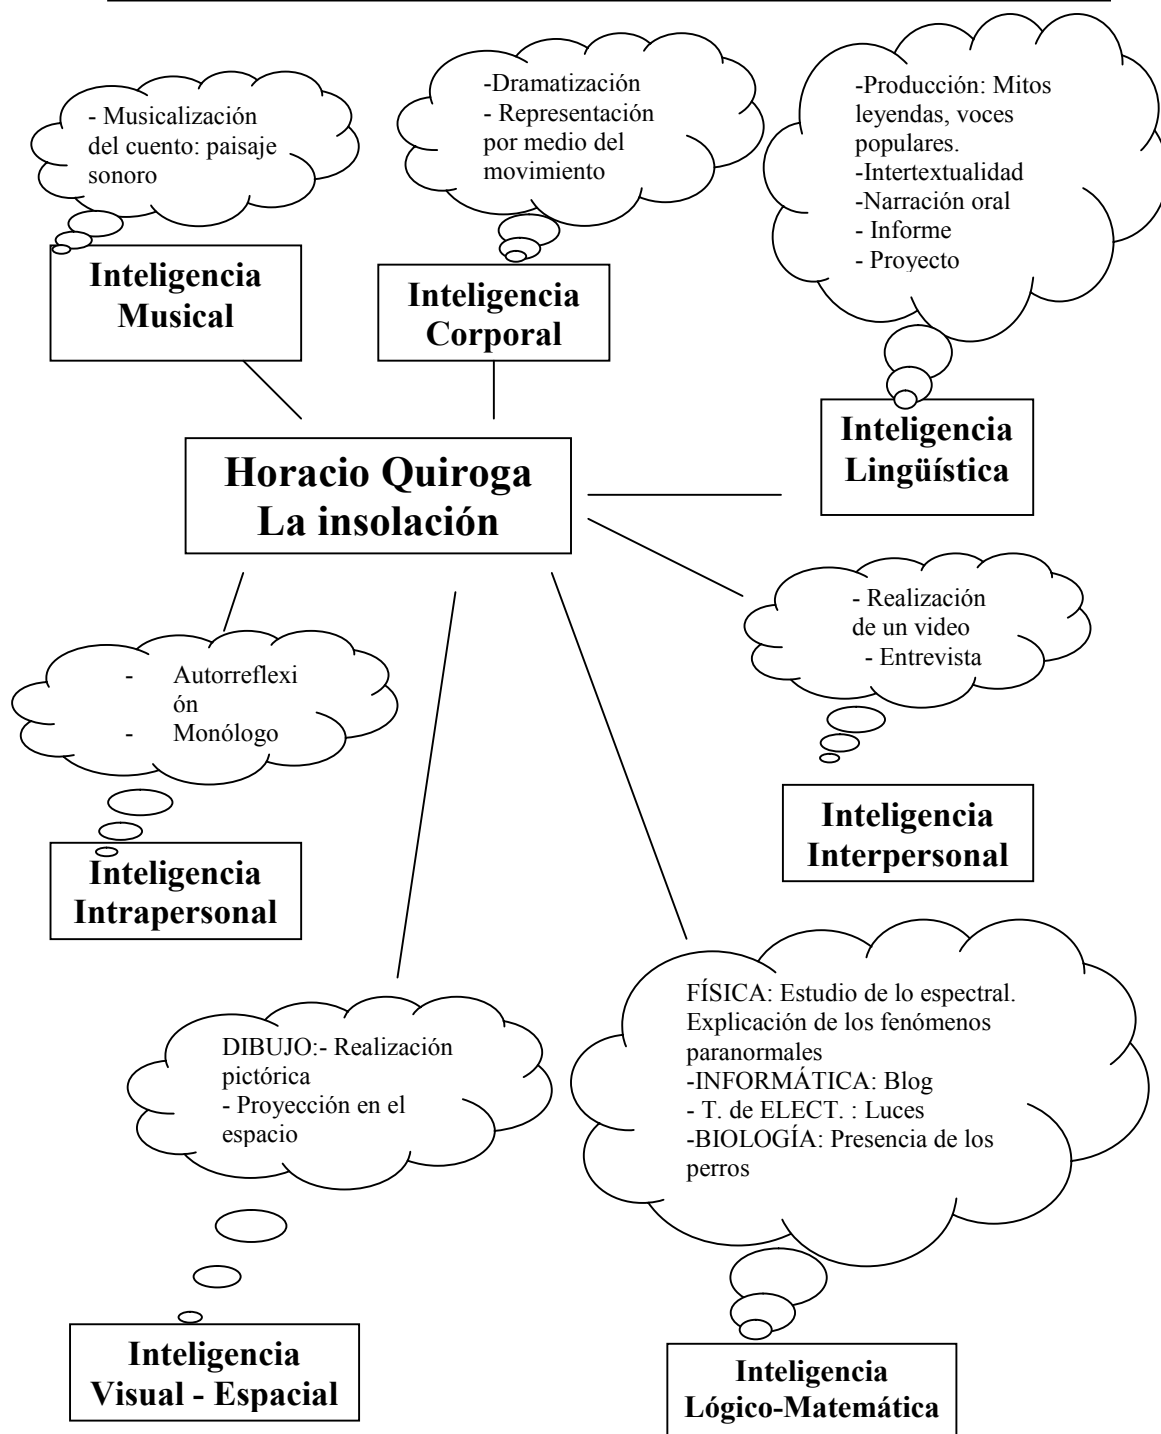 - Musicalización
del cuento: paisaje
sonoro
Inteligencia
Musical
-Dramatización
- Representación
por medio del
movimiento
Inteligencia
Corporal
-Producción: Mitos
leyendas, voces
populares.
-Intertextualidad
-Narración oral
- Informe
- Proyecto
Inteligencia
Lingüística
Horacio Quiroga
La insolación
- Realización
de un video
- Entrevista
Inteligencia
Interpersonal
- Autorreflexi
ón
- Monólogo
Inteligencia
Intrapersonal
DIBUJO:- Realización
pictórica
- Proyección en el
espacio
Inteligencia
Visual - Espacial
FÍSICA: Estudio de lo espectral.
Explicación de los fenómenos
paranormales
-INFORMÁTICA: Blog
- T. de ELECT. : Luces
-BIOLOGÍA: Presencia de los
perros
Inteligencia
Lógico-Matemática